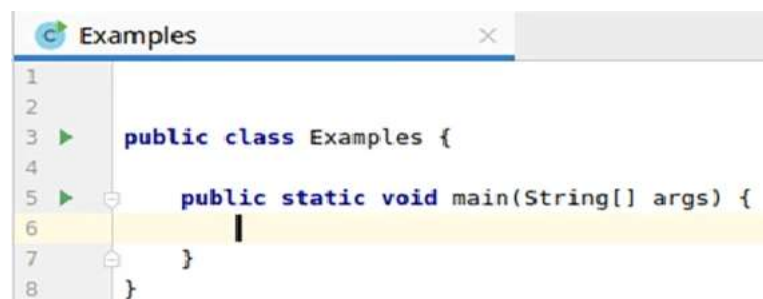 C Examples
1
2
3 public class Examples {
4
5 public static void main(String[] args) {
6
7 }
8 }